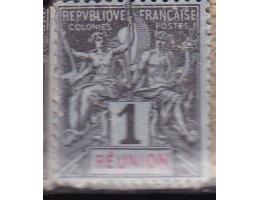 REPVBLIQVE FRANÇAISE
COLONIES POSTES
1
RÉUNION